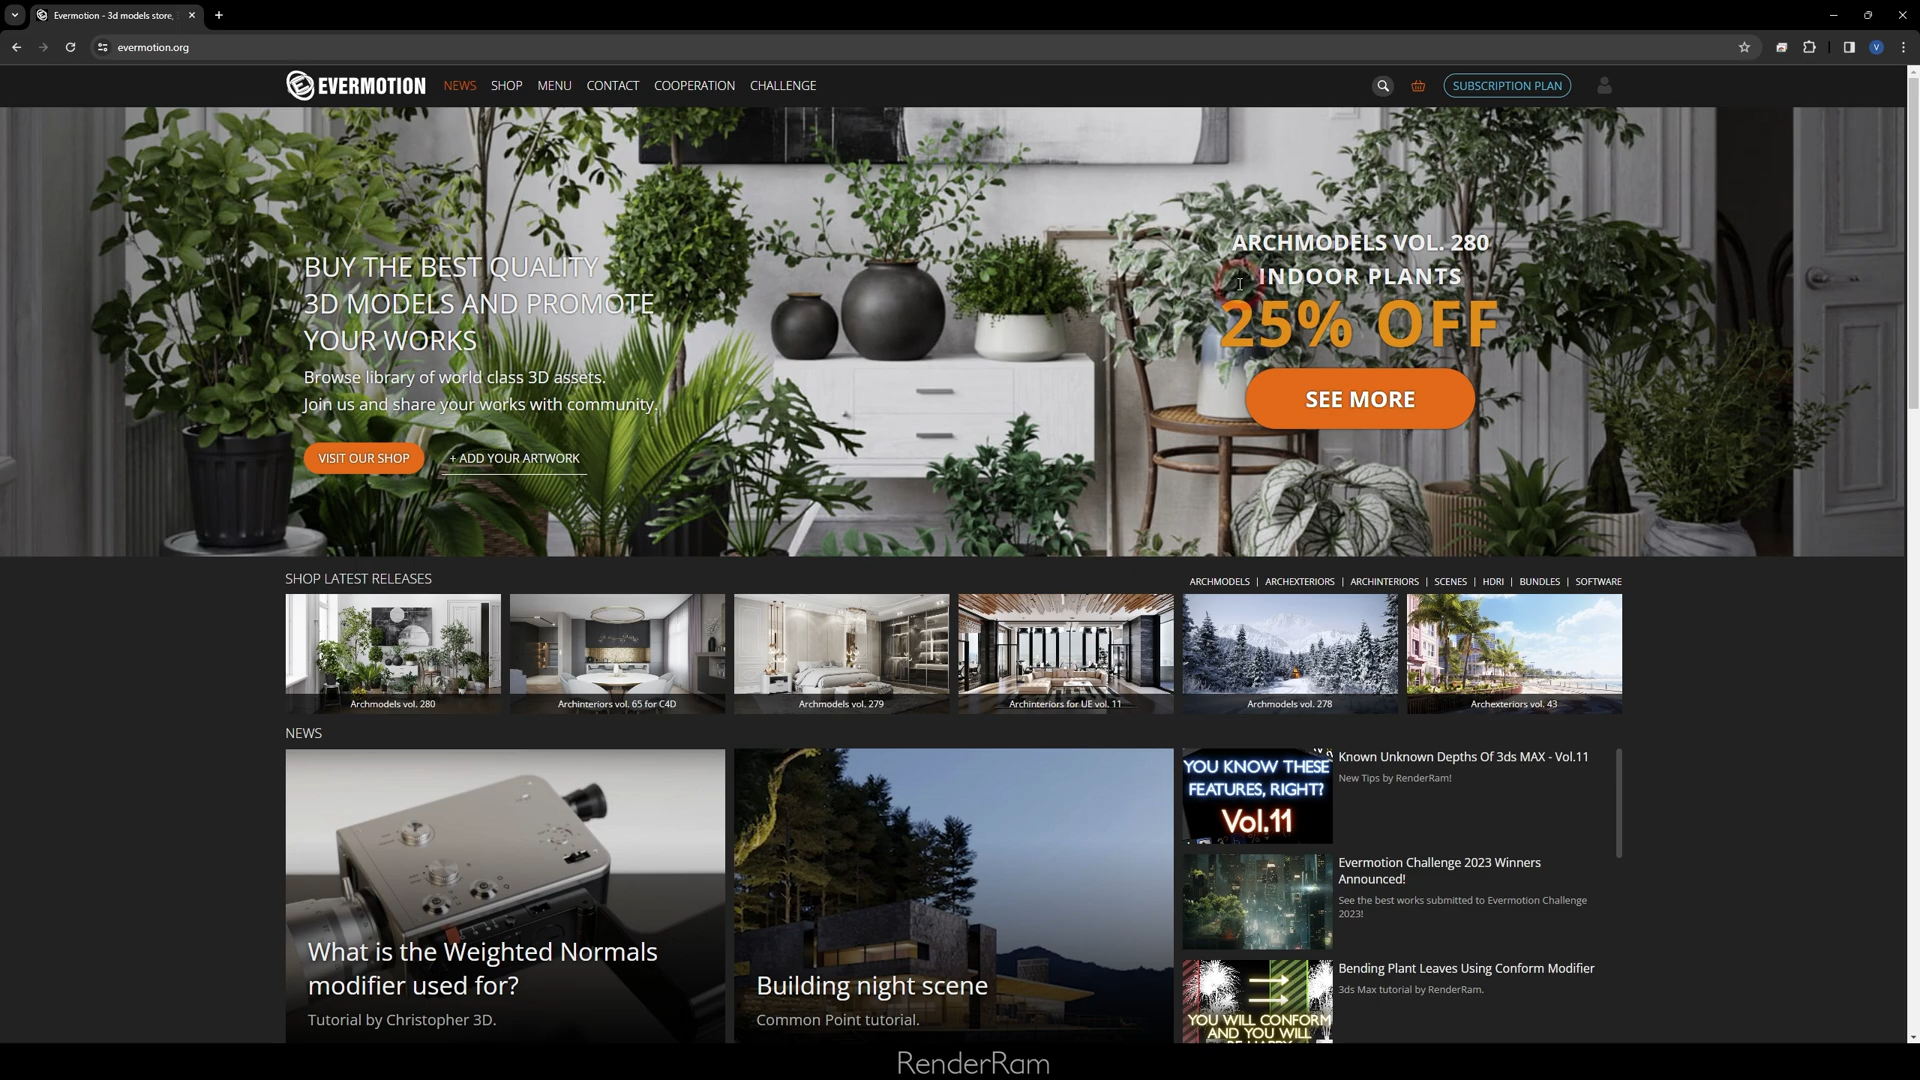 Evermotion - 3d models store,
evermotion.org
V
EVERMOTION
NEWS
SHOP
MENU
CONTACT
COOPERATION
CHALLENGE
SUBSCRIPTION PLAN
BUY THE BEST QUALITY
3D MODELS AND PROMOTE
YOUR WORKS
Browse library of world class 3D assets.
Join us and share your works with community.
VISIT OUR SHOP
+ ADD YOUR ARTWORK
ARCHMODELS VOL. 280
INDOOR PLANTS
25% OFF
SEE MORE
SHOP LATEST RELEASES
ARCHMODELS | ARCHEXTERIORS | ARCHINTERIORS | SCENES | HDRI | BUNDLES | SOFTWARE
Archmodels vol. 280
Archinteriors vol. 65 for C4D
Archmodels vol. 279
Archinteriors for UE vol. 11
Archmodels vol. 278
Archexteriors vol. 43
NEWS
What is the Weighted Normals
modifier used for?
Tutorial by Christopher 3D.
Building night scene
Common Point tutorial.
YOU KNOW THESE
FEATURES, RIGHT?
Vol.11
Known Unknown Depths Of 3ds MAX - Vol.11
New Tips by RenderRam!
Evermotion Challenge 2023 Winners
Announced!
See the best works submitted to Evermotion Challenge
2023!
YOU WILL CONFORM
AND YOU WILL
Bending Plant Leaves Using Conform Modifier
3ds Max tutorial by RenderRam.
RenderRam